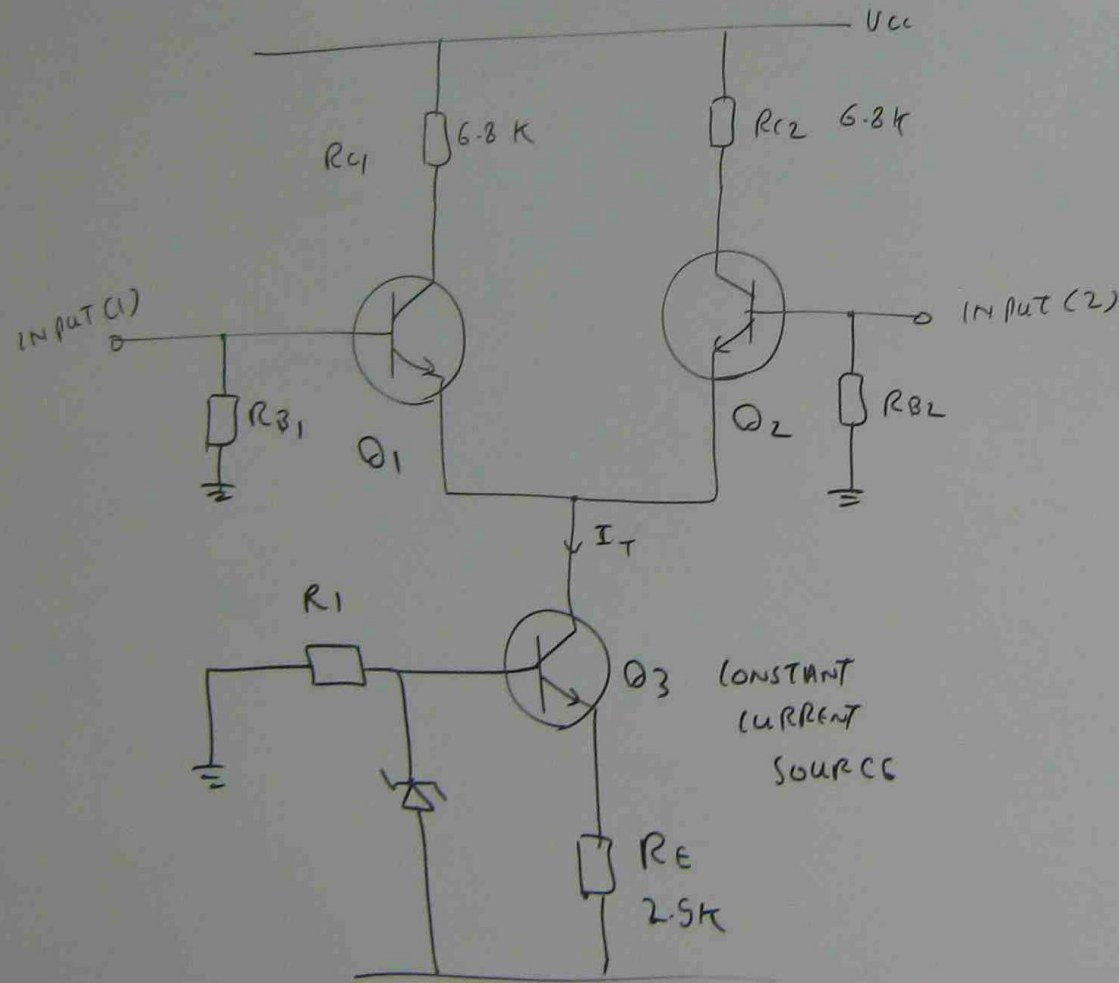 Vcc
RC1
6.8 K
RC2 6.8K
INPUT (1)
INPUT (2)
RB1
Q1
Q2
RB2
IT
R1
Q3 CONSTANT
CURRENT
SOURCE
RE
2.5K